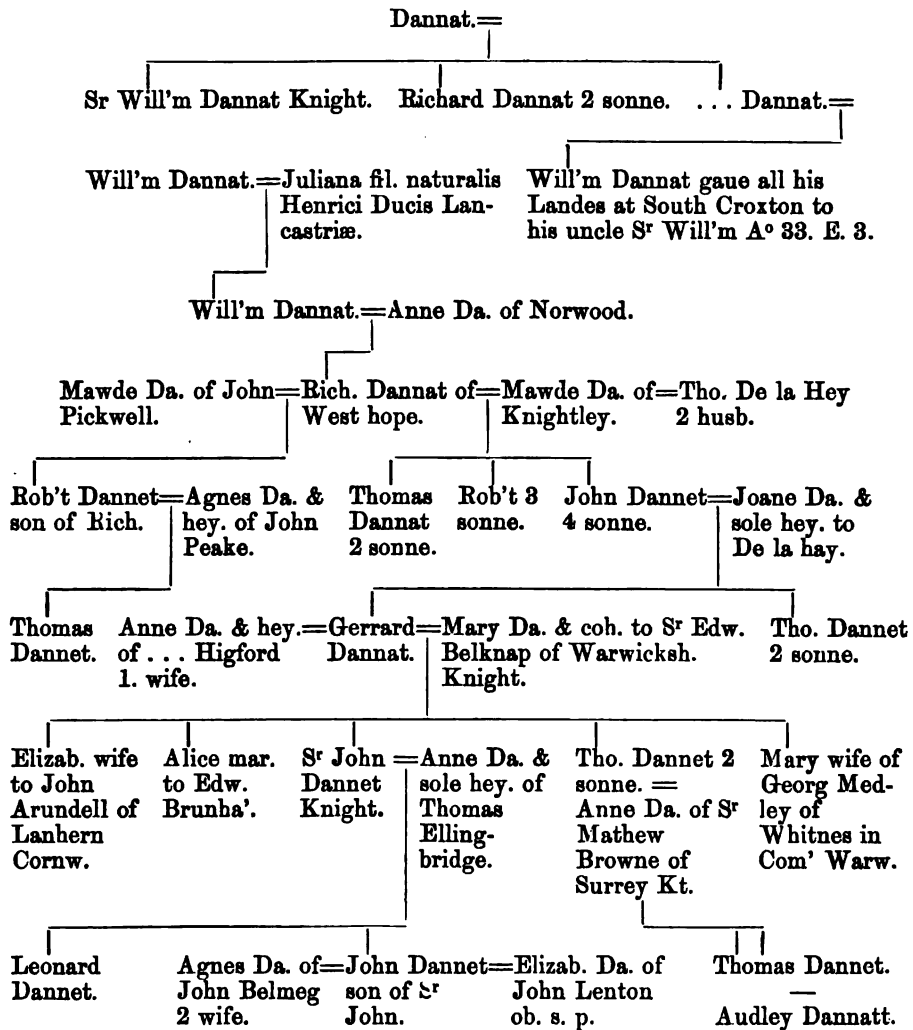 Dannat.=
Sr Will'm Dannat Knight. Richard Dannat 2 sonne. . . . Dannat.=
Will'm Dannat.=Juliana fil. naturalis
Henrici Ducis Lan-
castriæ.
Will'm Dannat gaue all his
Landes at South Croxton to
his uncle Sʳ Will'm Aº 33. E. 3.
Will'm Dannat.=Anne Da. of Norwood.
Mawde Da. of John=Rich. Dannat of=Mawde Da. of=Tho. De la Hey
Pickwell. West hope. Knightley. 2 husb.
Rob't Dannet=Agnes Da. &
son of Rich. hey. of John
Peake.
Thomas
Dannat
2 sonne.
Rob't 3
sonne.
John Dannet=Joane Da. &
4 sonne. sole hey. to
De la hay.
Thomas
Dannet.
Anne Da. & hey.=Gerrard=Mary Da. & coh. to Sʳ Edw.
of . . . Higford Dannat. Belknap of Warwicksh.
1. wife. Knight.
Tho. Dannet
2 sonne.
Elizab. wife
to John
Arundell of
Lanhern
Cornw.
Alice mar.
to Edw.
Brunha'.
Sʳ John =Anne Da. &
Dannet sole hey. of
Knight. Thomas
Elling-
bridge.
Tho. Dannet 2
sonne. =
Anne Da. of Sʳ
Mathew
Browne of
Surrey Kt.
Mary wife of
Georg Med-
ley of
Whitnes in
Com' Warw.
Leonard
Dannet.
Agnes Da. of=John Dannet=Elizab. Da. of
John Belmeg son of Sʳ John Lenton
2 wife. John. ob. s. p.
Thomas Dannet.
—
Audley Dannatt.